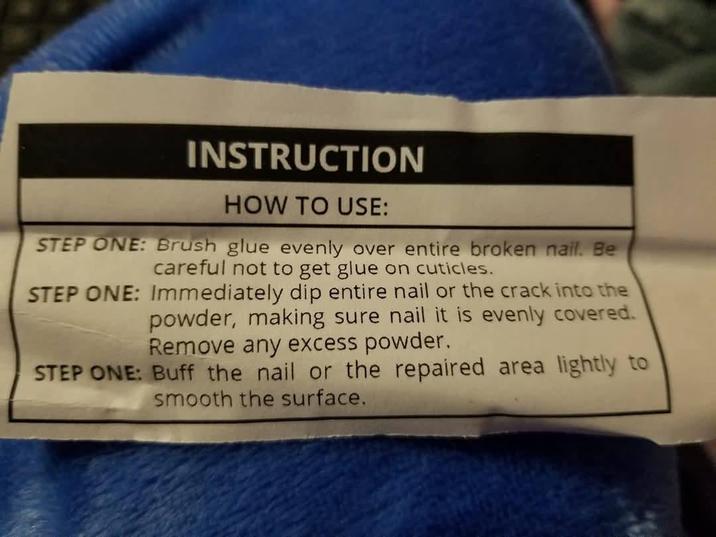 INSTRUCTION
HOW TO USE:
STEP ONE: Brush glue evenly over entire broken nail. Be
careful not to get glue on cuticles.
STEP ONE: Immediately dip entire nail or the crack into the
powder, making sure nail it is evenly covered.
Remove any excess powder.
STEP ONE: Buff the nail or the repaired area lightly to
smooth the surface.